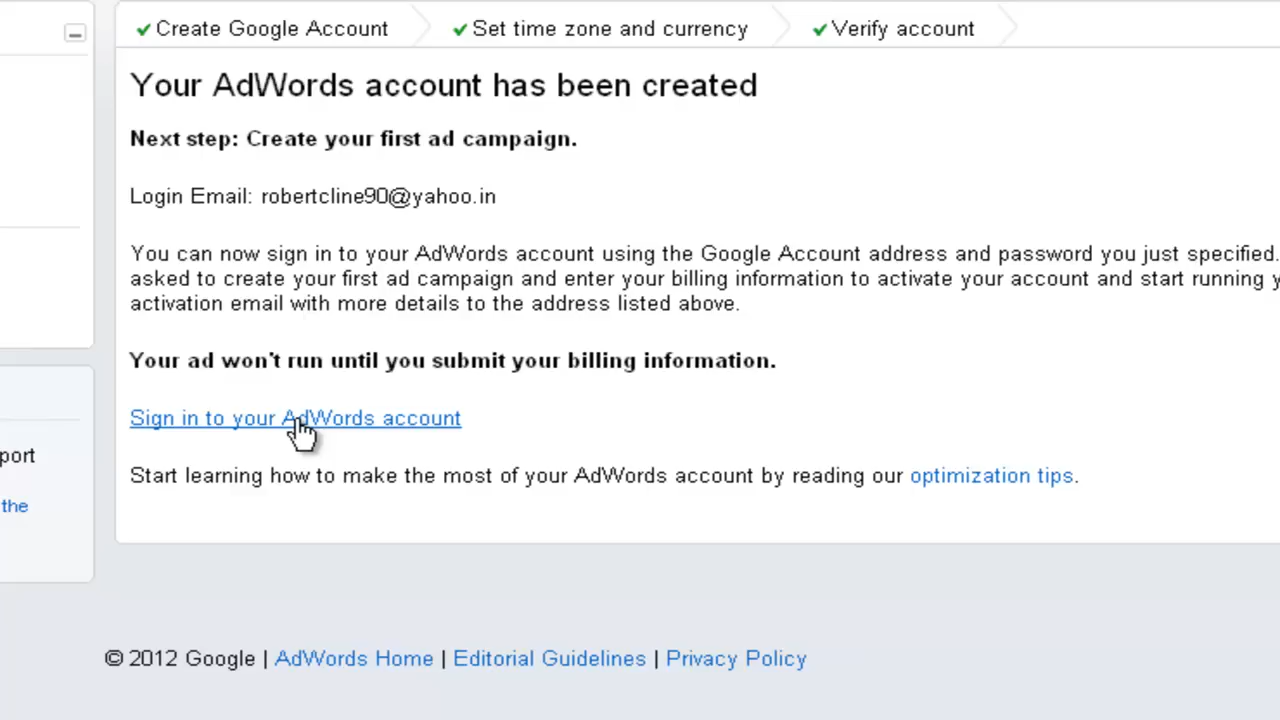 Create Google Account Set time zone and currency Verify account
Your AdWords account has been created
Next step: Create your first ad campaign.
Login Email: robertcline90@yahoo.in
You can now sign in to your AdWords account using the Google Account address and password you just specified.
asked to create your first ad campaign and enter your billing information to activate your account and start running
activation email with more details to the address listed above.
Your ad won't run until you submit your billing information.
Sign in to your AdWords account
port
Start learning how to make the most of your AdWords account by reading our optimization tips.
the
© 2012 Google | AdWords Home | Editorial Guidelines | Privacy Policy